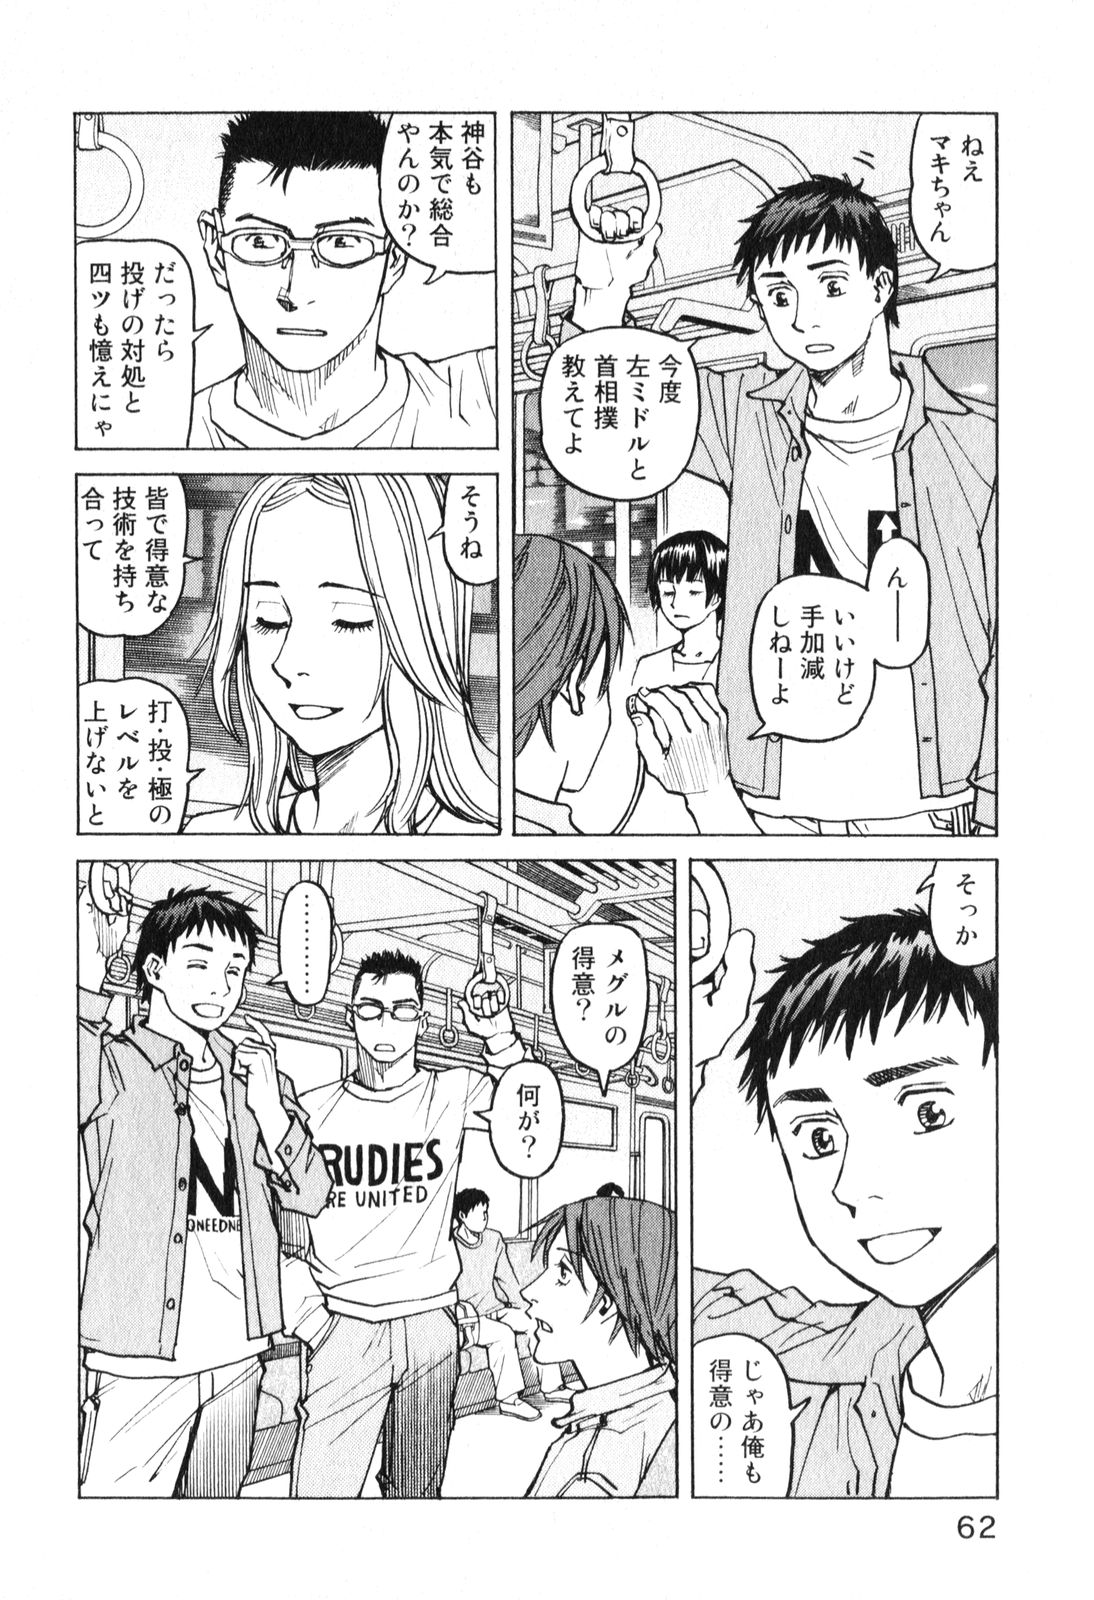 ねえ
マキちゃん
今度
左ミドルと
首相撲
教えてよ
んー
いいけど
手加減
しねーよ
神谷も
本気で総合
やんのか？
だったら
投げの対処と
四ツも憶えにゃ
そうね
皆で得意な
技術を持ち
合って
打・投・極の
レベルを
上げないと
そっか
じゃあ俺も
得意の……
メグルの
得意？
何が？
…………
N
ONEEDNE
RUDIES
RE UNITED
62